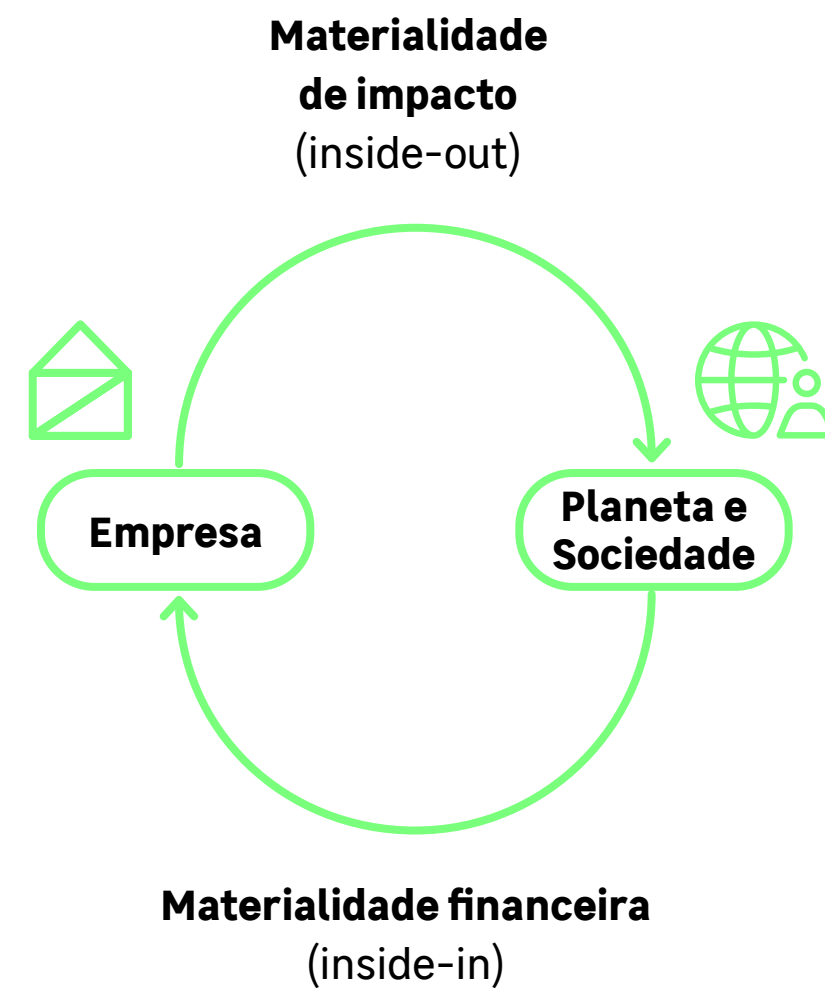 Materialidade
de impacto
(inside-out)
Empresa
Planeta e
Sociedade
Materialidade financeira
(inside-in)